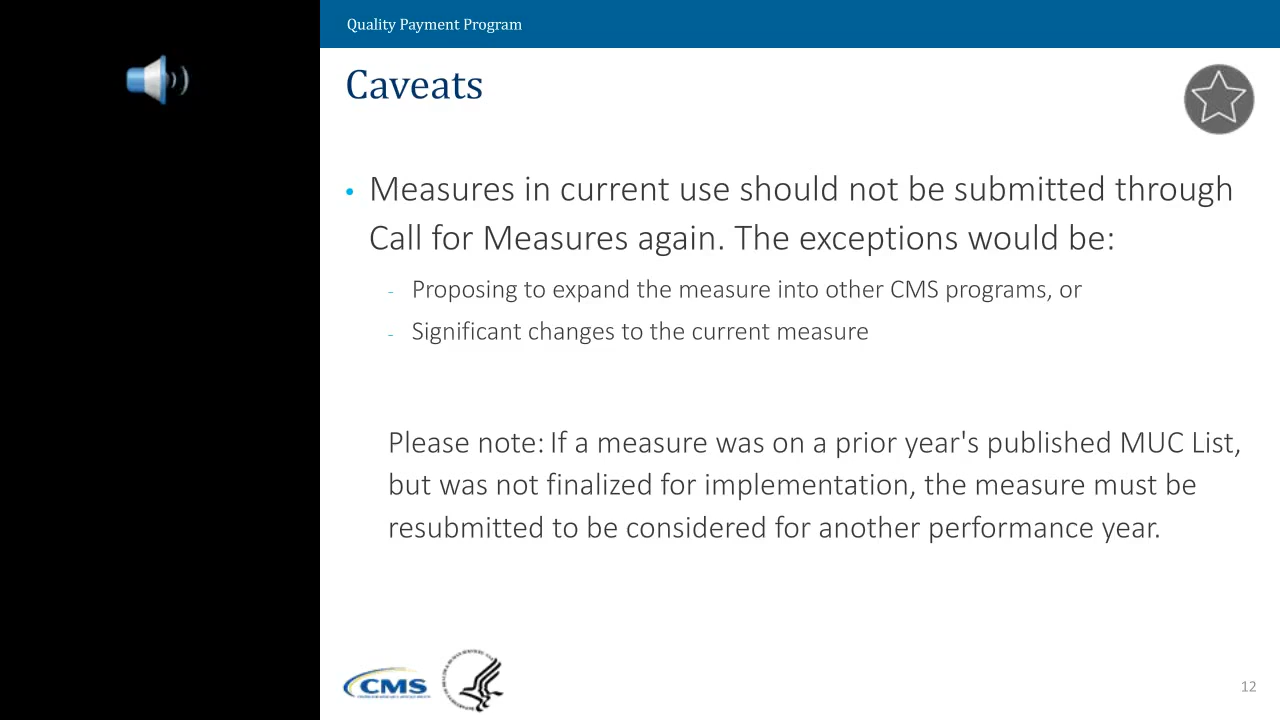 Quality Payment Program
Caveats
• Measures in current use should not be submitted through
Call for Measures again. The exceptions would be:
- Proposing to expand the measure into other CMS programs, or
- Significant changes to the current measure
Please note: If a measure was on a prior year's published MUC List,
but was not finalized for implementation, the measure must be
resubmitted to be considered for another performance year.
CMS
12